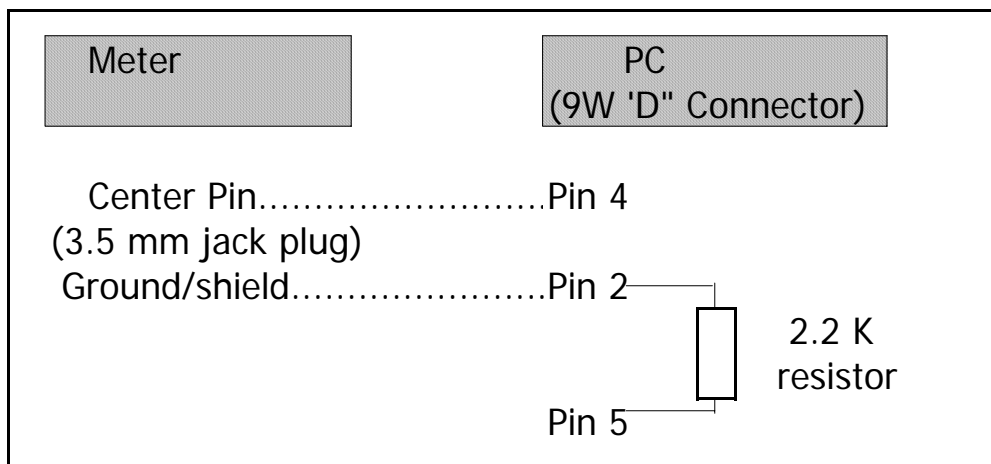 Meter
PC
(9W 'D" Connector)
Center Pin..........................Pin 4
(3.5 mm jack plug)
Ground/shield.......................Pin 2
2.2 K
resistor
Pin 5